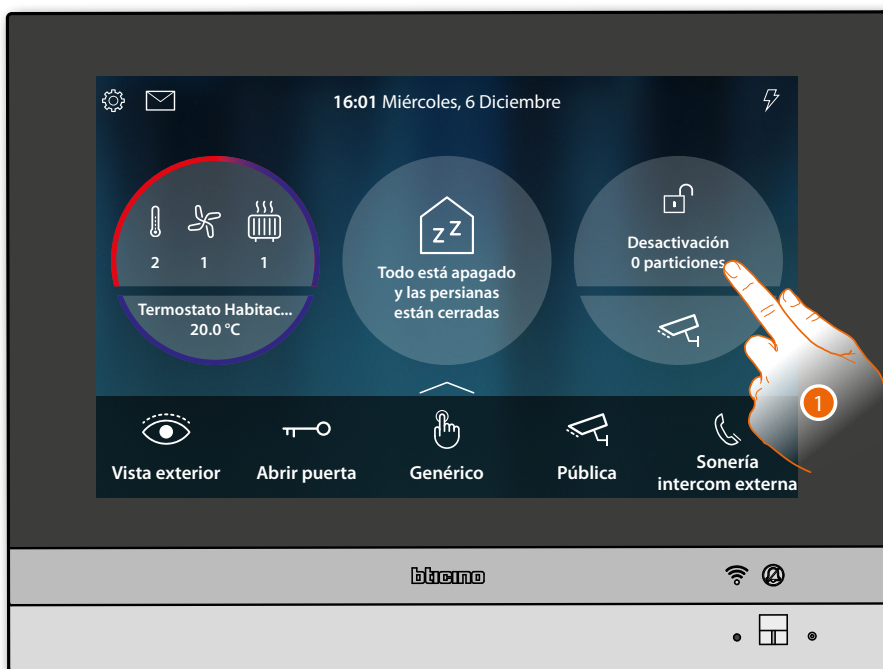 16:01 Miércoles, 6 Diciembre
2 1 1
Termostato Habitac...
20.0 °C
z z
Todo está apagado
y las persianas
están cerradas
Desactivación
0 particiones
1
Vista exterior
Abrir puerta
Genérico
Pública
Sonería
intercom externa
bticino